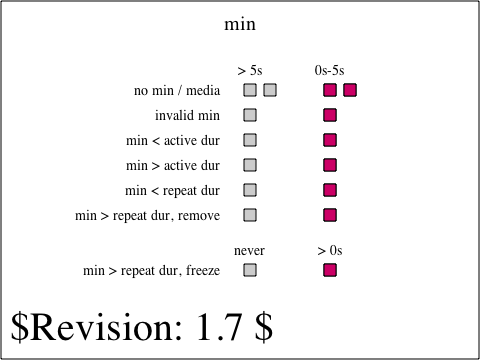 min
> 5s 0s-5s
no min / media
invalid min
min < active dur
min > active dur
min < repeat dur
min > repeat dur, remove
never > 0s
min > repeat dur, freeze
$Revision: 1.7 $